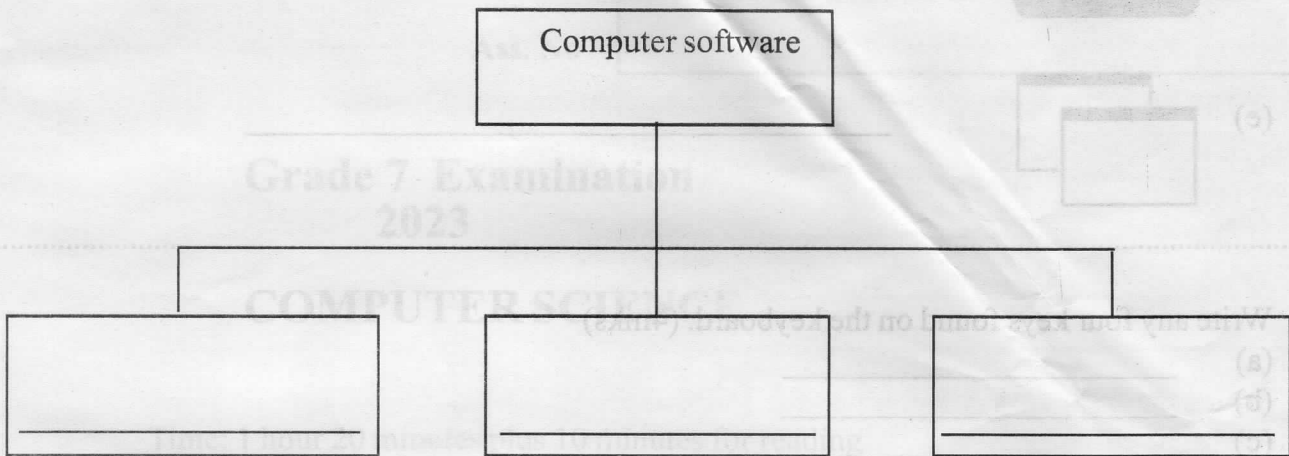 Computer software
(e)
Grade 7 Examination
2023
COMPUTER SCIENCE
Write any four keys found on the keyboard. (4mks)
(a)
(b)
(c)
Time: 1 hour 20 minutes plus 10 minutes for reading